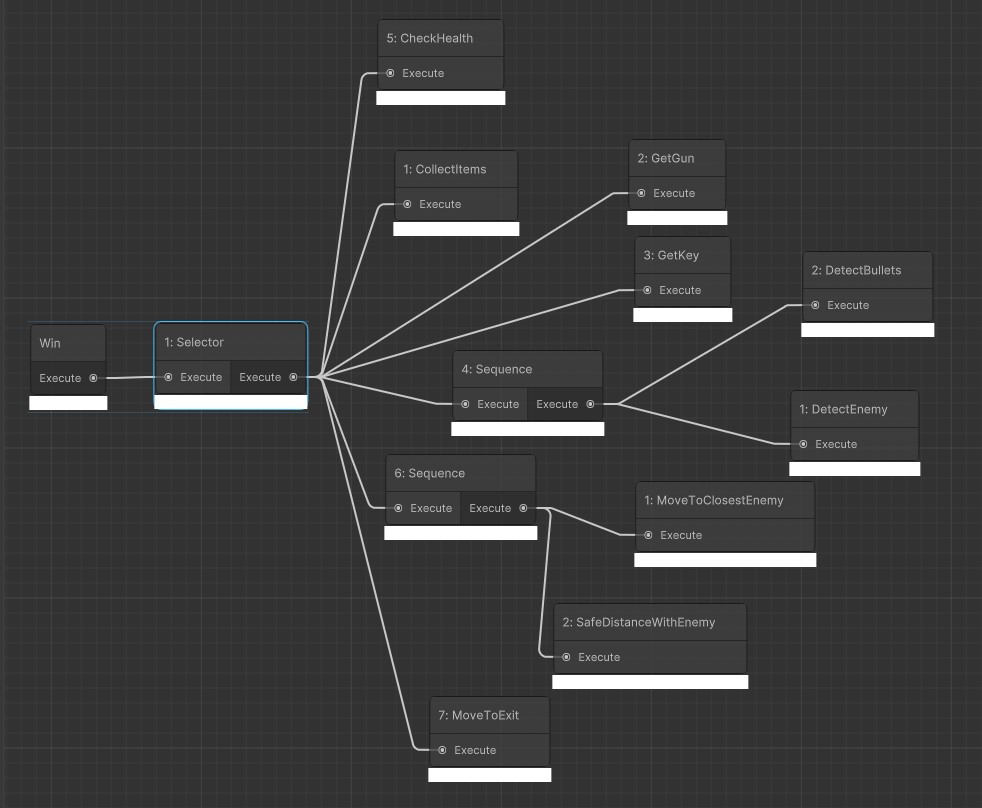 5: CheckHealth
Execute
1: CollectItems
Execute
2: GetGun
Execute
3: GetKey
Execute
2: DetectBullets
Execute
Win
Execute
1: Selector
Execute Execute
4: Sequence
Execute Execute
1: DetectEnemy
Execute
6: Sequence
Execute Execute
1: MoveToClosestEnemy
Execute
2: SafeDistanceWithEnemy
Execute
7: MoveToExit
Execute